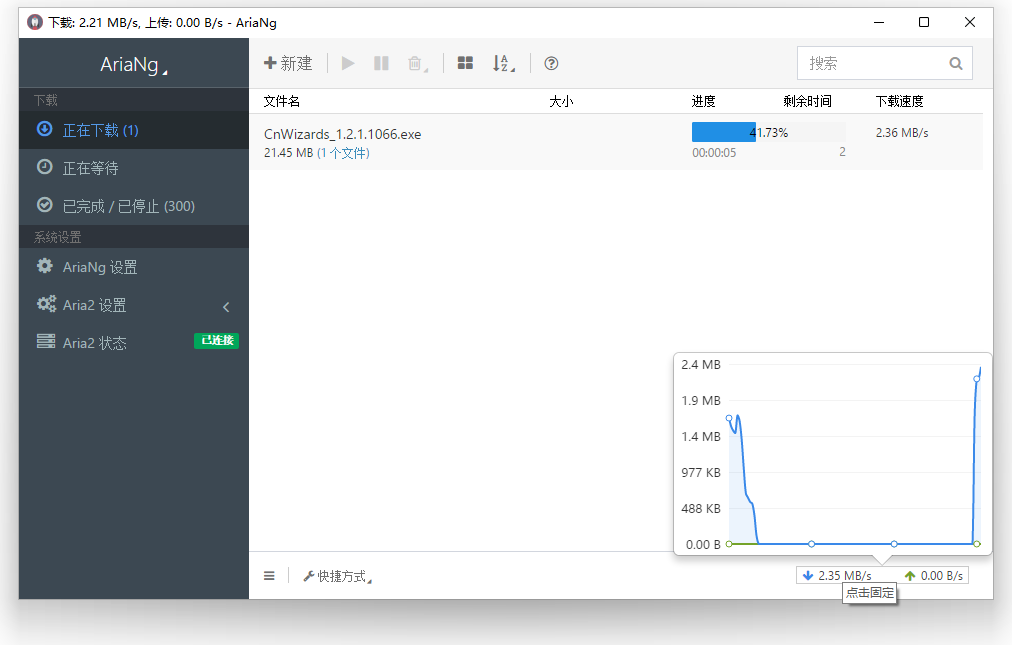 下载: 2.21 MB/s, 上传: 0.00 B/s - AriaNg
AriaNg
新建
搜索
下载
正在下载 (1)
正在等待
已完成 / 已停止 (300)
系统设置
AriaNg 设置
Aria2 设置
Aria2 状态 已连接
文件名 大小 进度 剩余时间 下载速度
CnWizards_1.2.1.1066.exe 41.73% 2.36 MB/s
21.45 MB (1 个文件) 00:00:05 2
2.4 MB
1.9 MB
1.4 MB
977 KB
488 KB
0.00 B
快捷方式 2.35 MB/s 0.00 B/s
点击固定